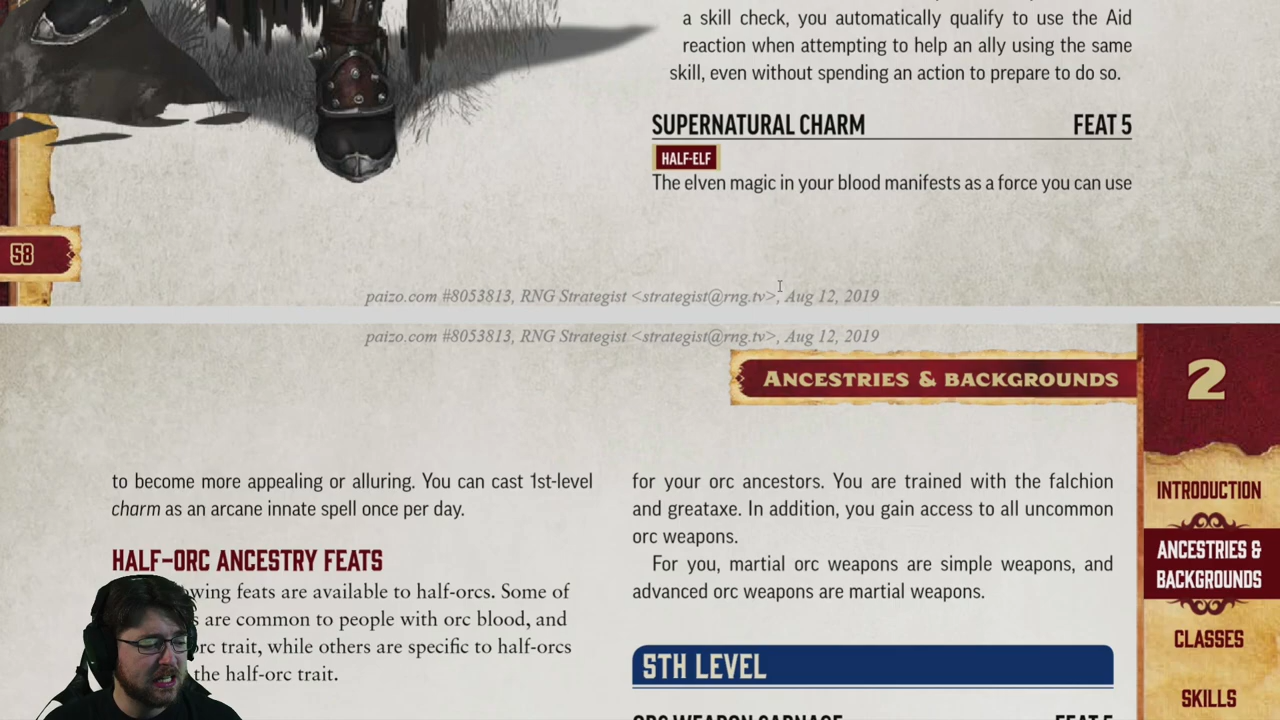 a skill check, you automatically qualify to use the Aid
reaction when attempting to help an ally using the same
skill, even without spending an action to prepare to do so.
SUPERNATURAL CHARM FEAT 5
HALF-ELF
The elven magic in your blood manifests as a force you can use
58
paizo.com #8053813, RNG Strategist <strategist@rng.tv>, Aug 12, 2019
paizo.com #8053813, RNG Strategist <strategist@rng.tv>, Aug 12, 2019
ANCESTRIES & BACKGROUNDS
2
to become more appealing or alluring. You can cast 1st-level
charm as an arcane innate spell once per day.
HALF-ORC ANCESTRY FEATS
feats are available to half-orcs. Some of
are common to people with orc blood, and
trait, while others are specific to half-orcs
the half-orc trait.
for your orc ancestors. You are trained with the falchion
and greataxe. In addition, you gain access to all uncommon
orc weapons.
For you, martial orc weapons are simple weapons, and
advanced orc weapons are martial weapons.
5TH LEVEL
ORC WEAPON CARNAGE FEAT 5
INTRODUCTION
ANCESTRIES &
BACKGROUNDS
CLASSES
SKILLS